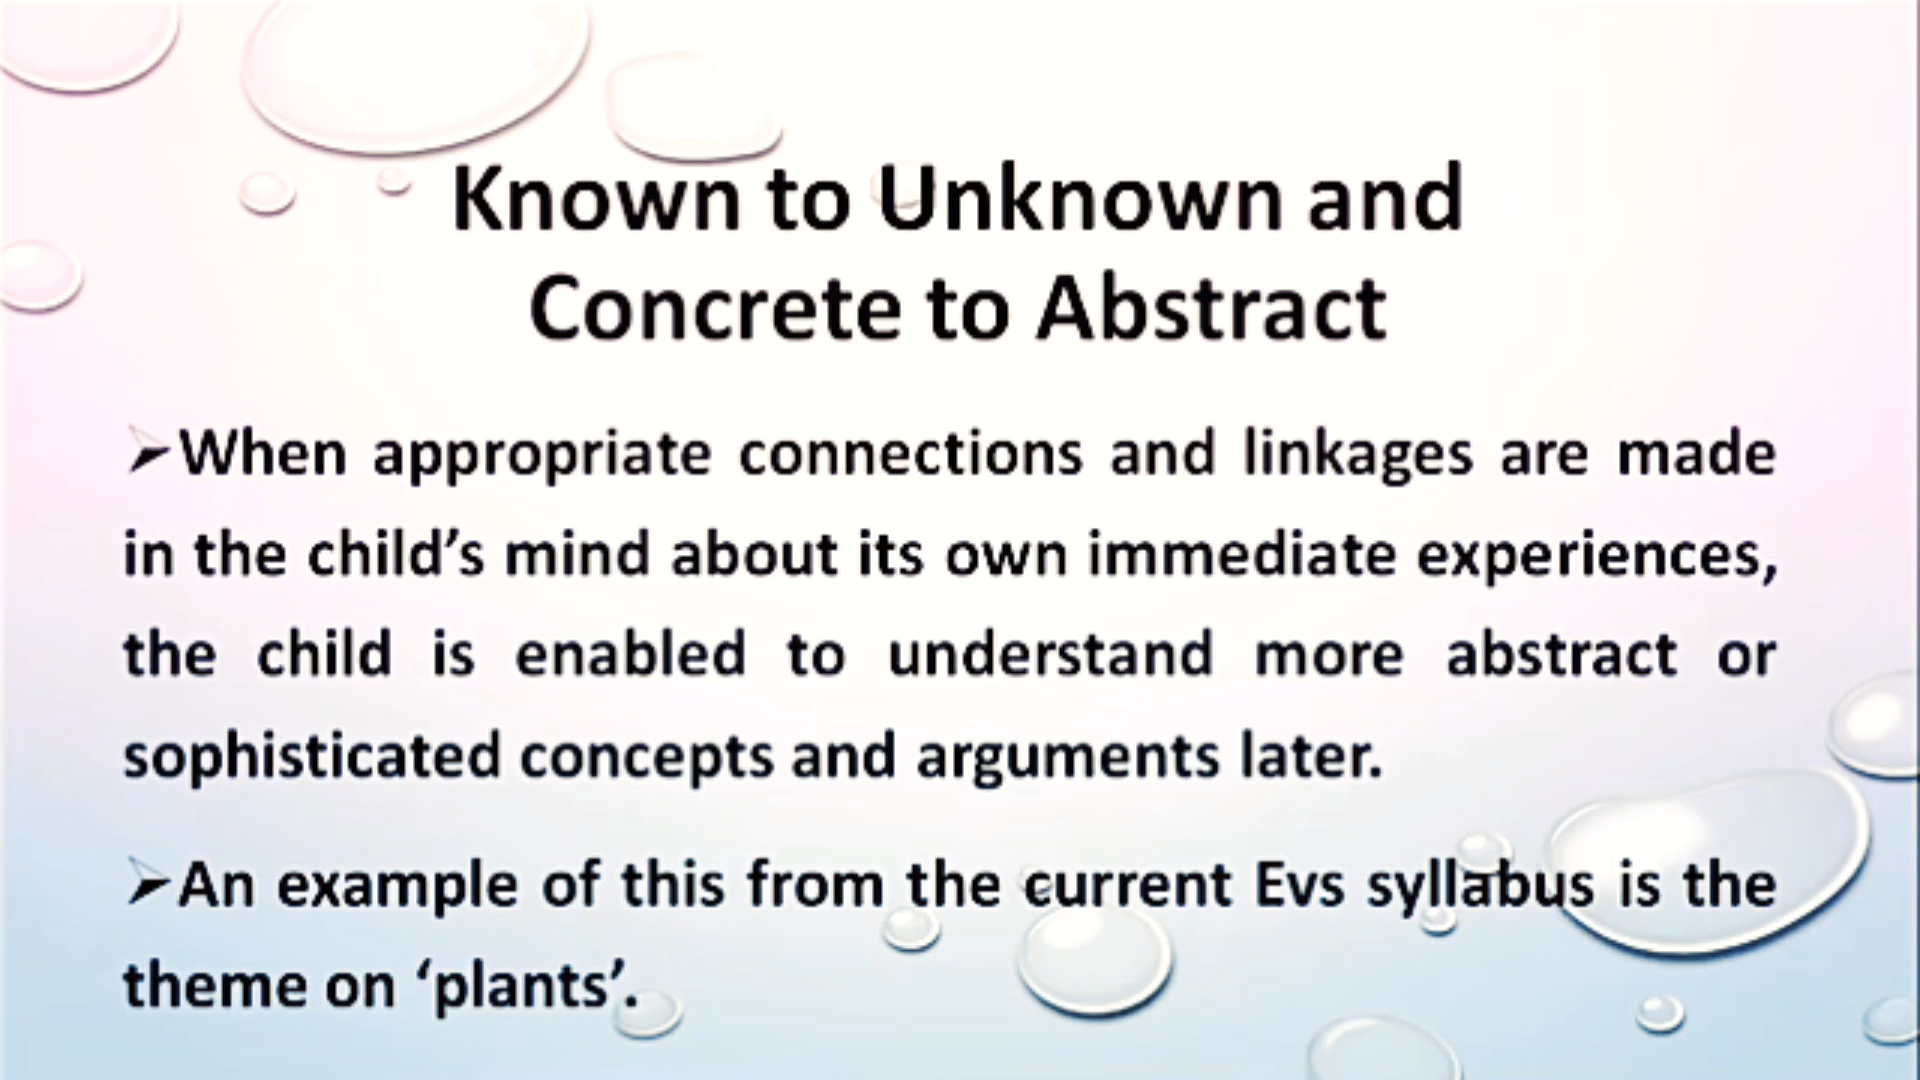 Known to Unknown and
Concrete to Abstract
➢When appropriate connections and linkages are made
in the child’s mind about its own immediate experiences,
the child is enabled to understand more abstract or
sophisticated concepts and arguments later.
➢An example of this from the current Evs syllabus is the
theme on ‘plants’.